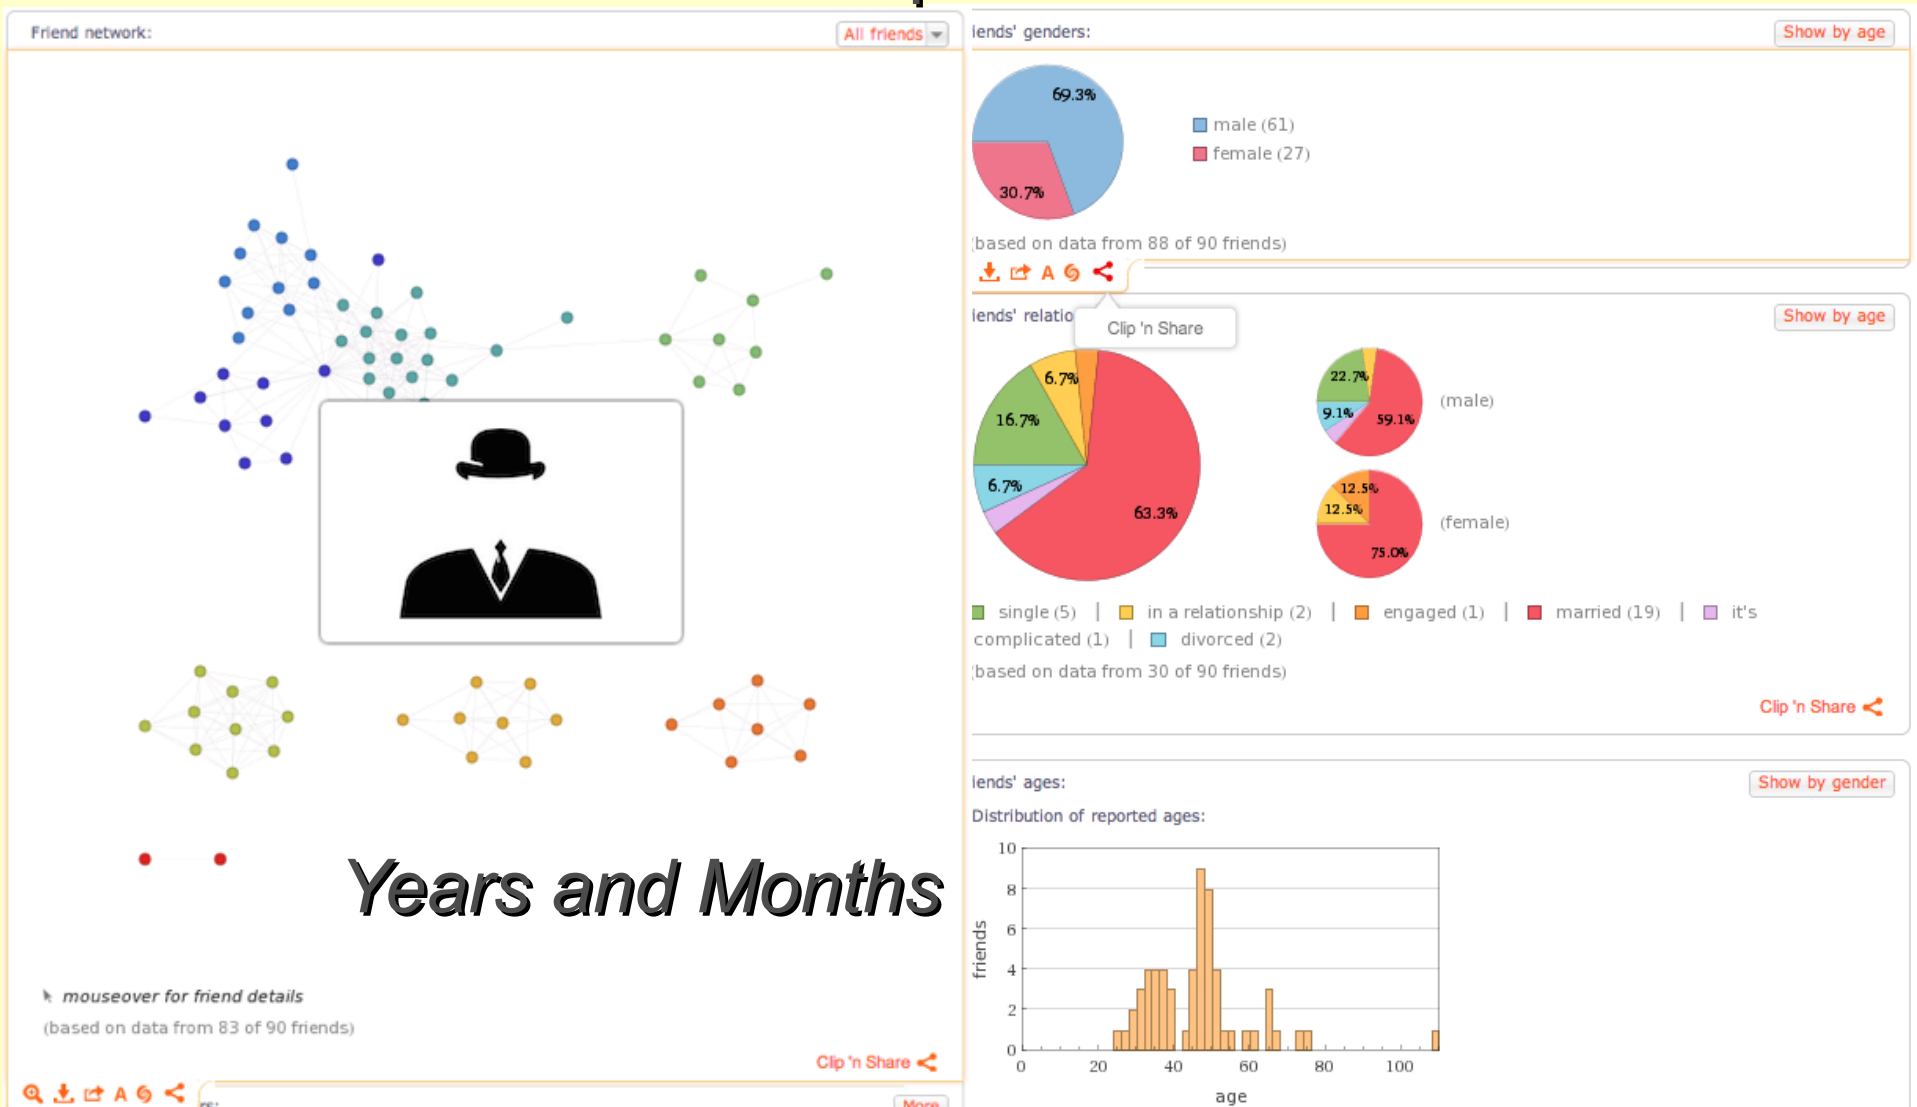 Friend network:
All friends
mouseover for friend details
(based on data from 83 of 90 friends)
Clip 'n Share
A
More
Years and Months
iends' genders:
Show by age
69.3%
30.7%
male (61)
female (27)
(based on data from 88 of 90 friends)
A
Clip 'n Share
iends' relatio
Show by age
6.7%
16.7%
6.7%
63.3%
22.7%
9.1%
59.1%
(male)
12.5%
12.5%
75.0%
(female)
single (5) | in a relationship (2) | engaged (1) | married (19) | it's
complicated (1) | divorced (2)
(based on data from 30 of 90 friends)
Clip 'n Share
iends' ages:
Show by gender
Distribution of reported ages:
10
8
6
4
2
0
friends
0 20 40 60 80 100
age